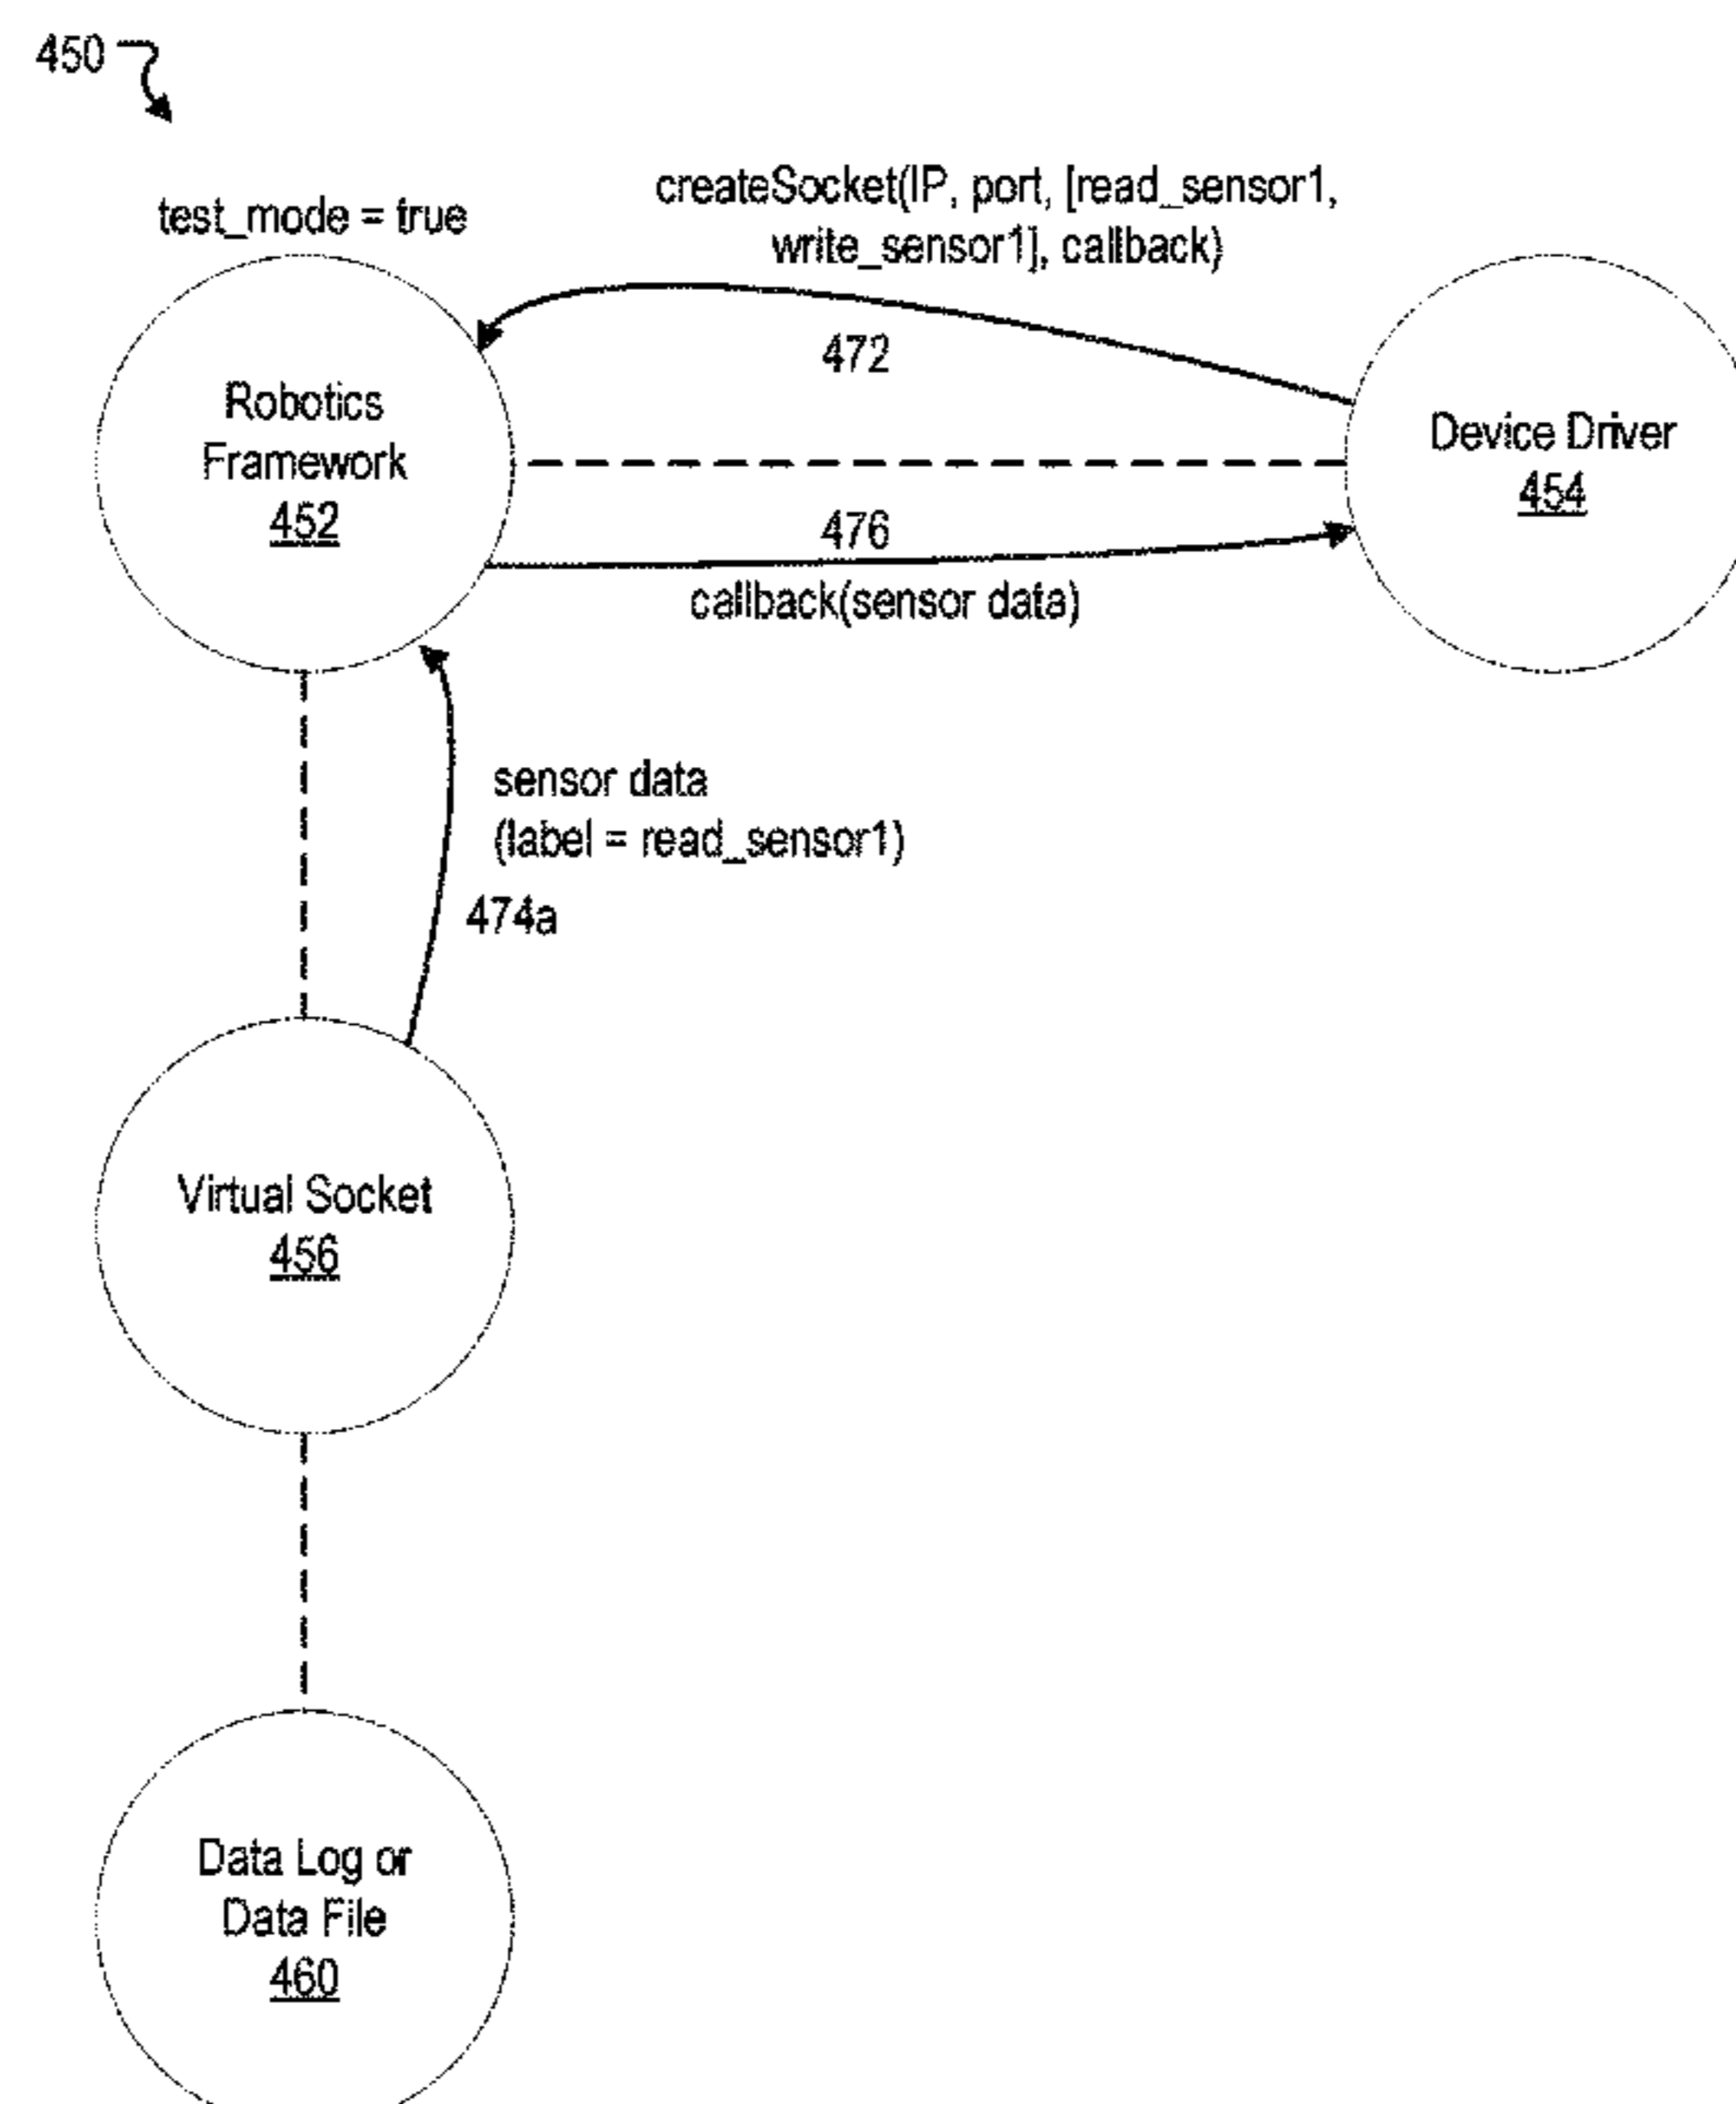 450
test_mode = true
createSocket(IP, port, [read_sensor1,
write_sensor1], callback)
472
Robotics
Framework
452
Device Driver
454
476
callback(sensor data)
sensor data
(label = read_sensor1)
474a
Virtual Socket
456
Data Log or
Data File
460